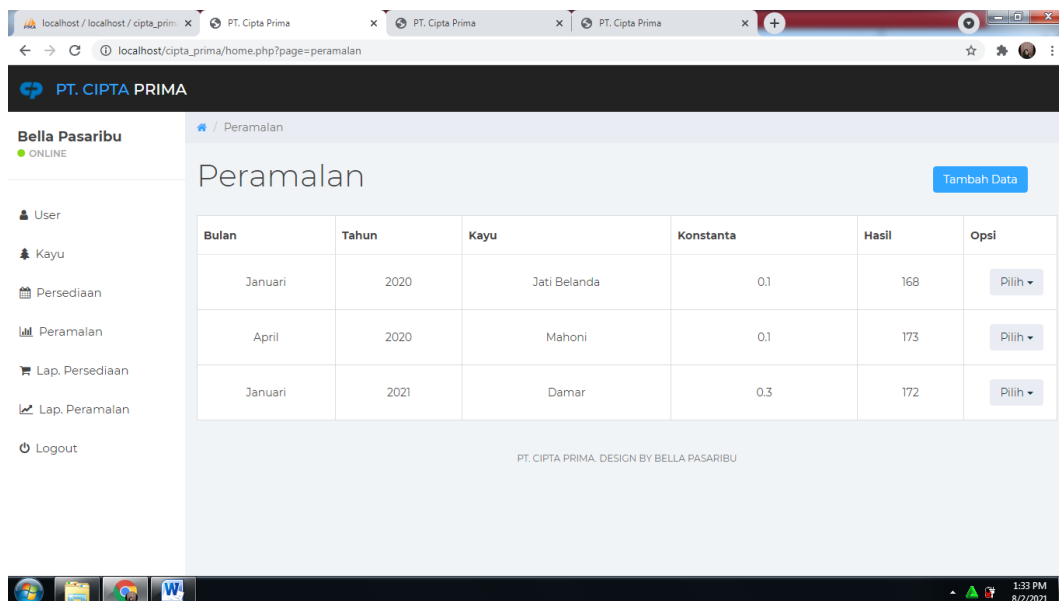 localhost / localhost / cipta_prim
PT. Cipta Prima
PT. Cipta Prima
PT. Cipta Prima
localhost/cipta_prima/home.php?page=peramalan
PT. CIPTA PRIMA
Bella Pasaribu
ONLINE
User
Kayu
Persediaan
Peramalan
Lap. Persediaan
Lap. Peramalan
Logout
/ Peramalan
Peramalan
Tambah Data
Bulan Tahun Kayu Konstanta Hasil Opsi
Januari 2020 Jati Belanda 0.1 168 Pilih
April 2020 Mahoni 0.1 173 Pilih
Januari 2021 Damar 0.3 172 Pilih
PT. CIPTA PRIMA. DESIGN BY BELLA PASARIBU
1:33 PM
8/2/2021